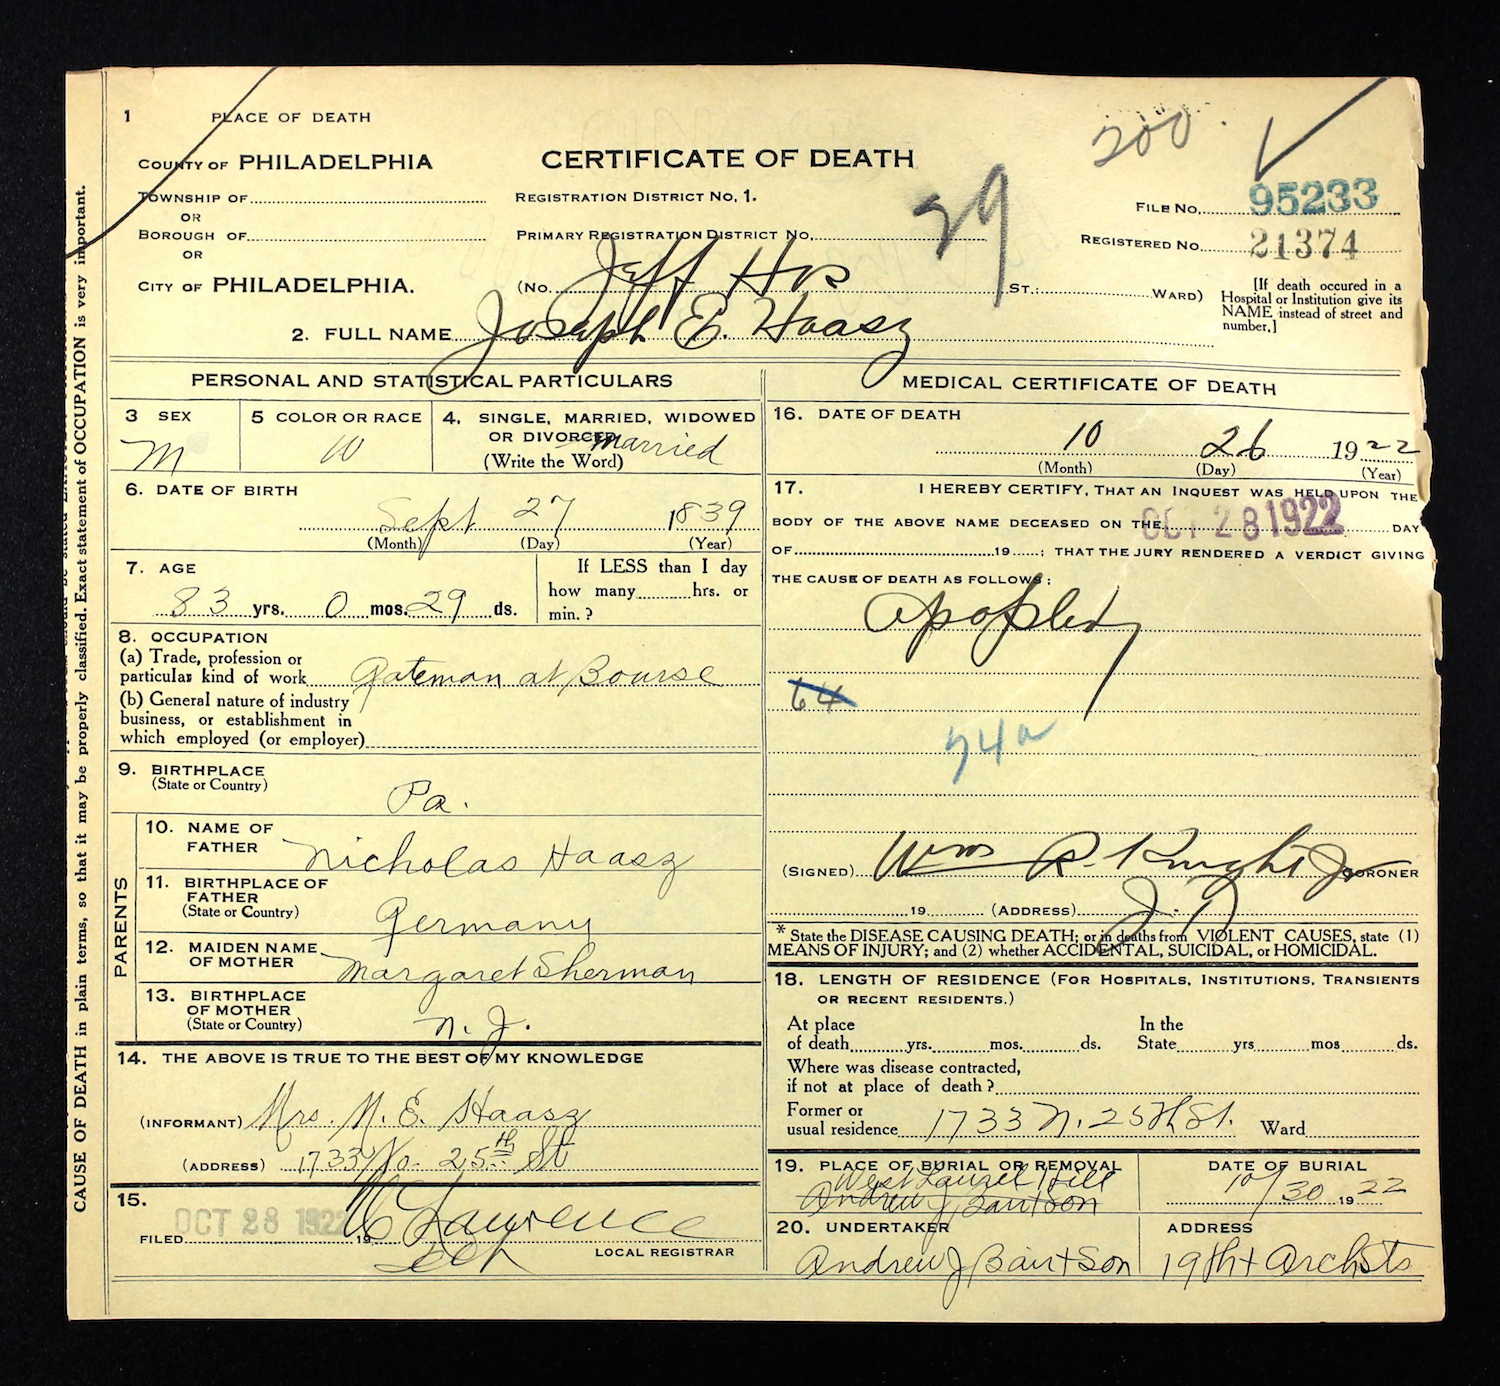 1 PLACE OF DEATH
COUNTY OF PHILADELPHIA
CERTIFICATE OF DEATH
200.
TOWNSHIP OF
REGISTRATION DISTRICT NO. 1.
29
FILE NO. 95233
OR
BOROUGH OF
PRIMARY REGISTRATION DISTRICT NO.
REGISTERED NO. 21374
OR
CITY OF PHILADELPHIA.
(No. Jeff Hos ST.; WARD)
[If death occured in a
Hospital or Institution give its
NAME instead of street and
number.]
2. FULL NAME Joseph E. Haasz
PERSONAL AND STATISTICAL PARTICULARS
3 SEX
M
5 COLOR OR RACE
W
4. SINGLE, MARRIED, WIDOWED
OR DIVORCED
(Write the Word)
Married
6. DATE OF BIRTH
Sept 27 1839
(Month) (Day) (Year)
7. AGE
83 yrs. 0 mos. 29 ds.
If LESS than 1 day
how many hrs. or
min.?
8. OCCUPATION
(a) Trade, profession or
particular kind of work Gateman at Bourse
(b) General nature of industry
business, or establishment in
which employed (or employer)
9. BIRTHPLACE
(State or Country)
Pa.
PARENTS
10. NAME OF
FATHER
Nicholas Haasz
11. BIRTHPLACE OF
FATHER
(State or Country)
Germany
12. MAIDEN NAME
OF MOTHER
Margaret Sherman
13. BIRTHPLACE
OF MOTHER
(State or Country)
N. J.
14. THE ABOVE IS TRUE TO THE BEST OF MY KNOWLEDGE
(INFORMANT) Mrs. M. E. Haasz
(ADDRESS) 1733 No. 25th St
15.
FILED OCT 28 1922 19 Lawrence
LOCAL REGISTRAR
MEDICAL CERTIFICATE OF DEATH
16. DATE OF DEATH
10 26 1922
(Month) (Day) (Year)
17. I HEREBY CERTIFY, THAT AN INQUEST WAS HELD UPON THE
BODY OF THE ABOVE NAME DECEASED ON THE OCT 28 1922 DAY
OF 19 ; THAT THE JURY RENDERED A VERDICT GIVING
THE CAUSE OF DEATH AS FOLLOWS:
Apoplexy
64
74a
(SIGNED) Wm R. Knight Jr CORONER
19 (ADDRESS)
* State the DISEASE CAUSING DEATH; or in deaths from VIOLENT CAUSES, state (1)
MEANS OF INJURY; and (2) whether ACCIDENTAL, SUICIDAL, or HOMICIDAL.
18. LENGTH OF RESIDENCE (FOR HOSPITALS, INSTITUTIONS, TRANSIENTS
OR RECENT RESIDENTS.)
At place
of death yrs. mos. ds.
In the
State yrs mos ds.
Where was disease contracted,
if not at place of death?
Former or
usual residence 1733 N. 25th St. Ward
19. PLACE OF BURIAL OR REMOVAL
West Laurel Hill
Andrew J Bair + Son
DATE OF BURIAL
10/30 1922
20. UNDERTAKER
Andrew J Bair + Son
ADDRESS
19th + Arch Sts
CAUSE OF DEATH in plain terms, so that it may be properly classified. Exact statement of OCCUPATION is very important.